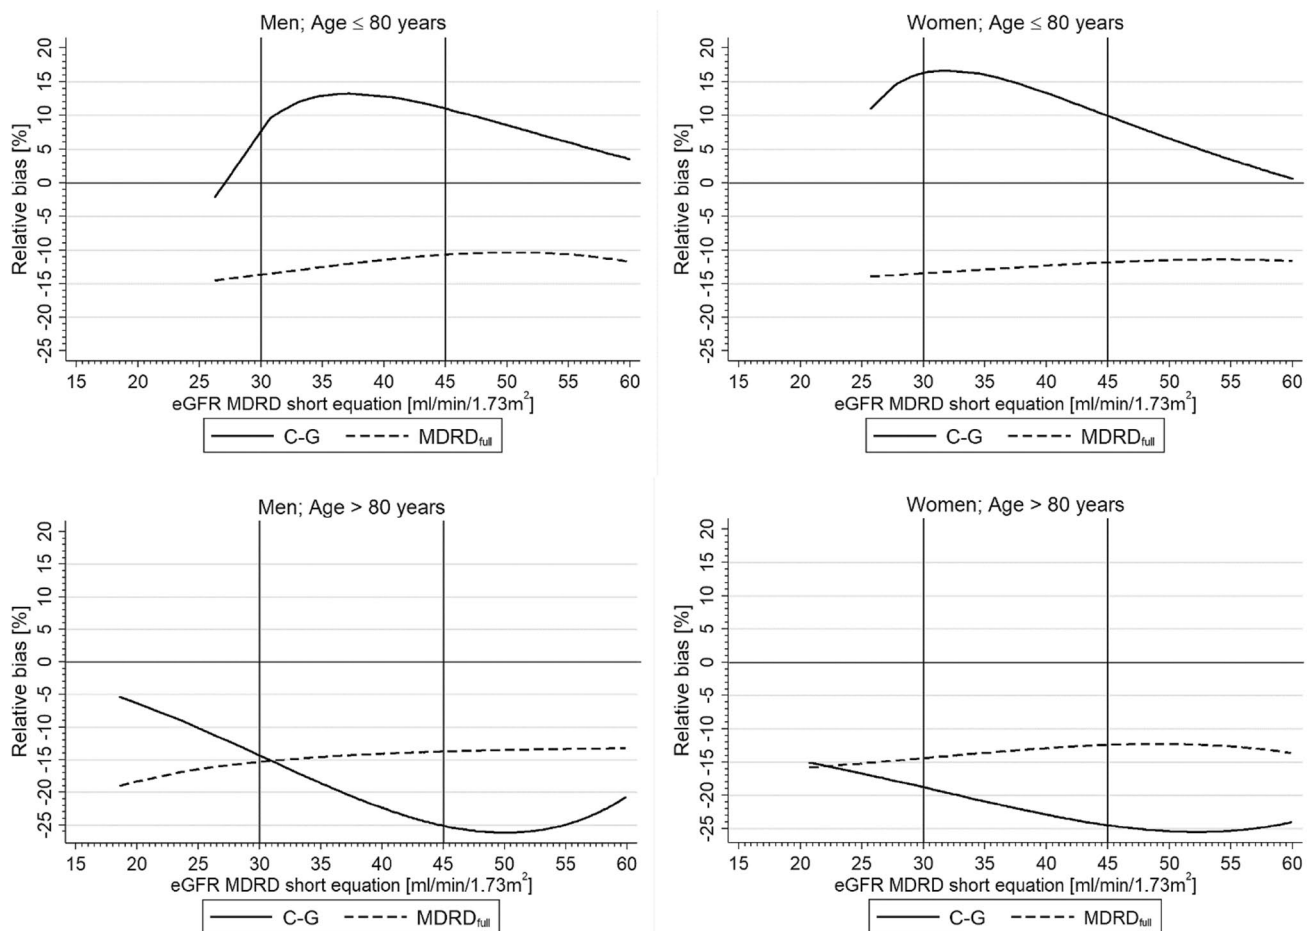 Men; Age ≤ 80 years
Relative bias [%]
20
15
10
5
0
-5
-10
-15
-20
-25
15 20 25 30 35 40 45 50 55 60
eGFR MDRD short equation [ml/min/1.73m²]
C-G MDRDfull
Women; Age ≤ 80 years
Relative bias [%]
20
15
10
5
0
-5
-10
-15
-20
-25
15 20 25 30 35 40 45 50 55 60
eGFR MDRD short equation [ml/min/1.73m²]
C-G MDRDfull
Men; Age > 80 years
Relative bias [%]
20
15
10
5
0
-5
-10
-15
-20
-25
15 20 25 30 35 40 45 50 55 60
eGFR MDRD short equation [ml/min/1.73m²]
C-G MDRDfull
Women; Age > 80 years
Relative bias [%]
20
15
10
5
0
-5
-10
-15
-20
-25
15 20 25 30 35 40 45 50 55 60
eGFR MDRD short equation [ml/min/1.73m²]
C-G MDRDfull